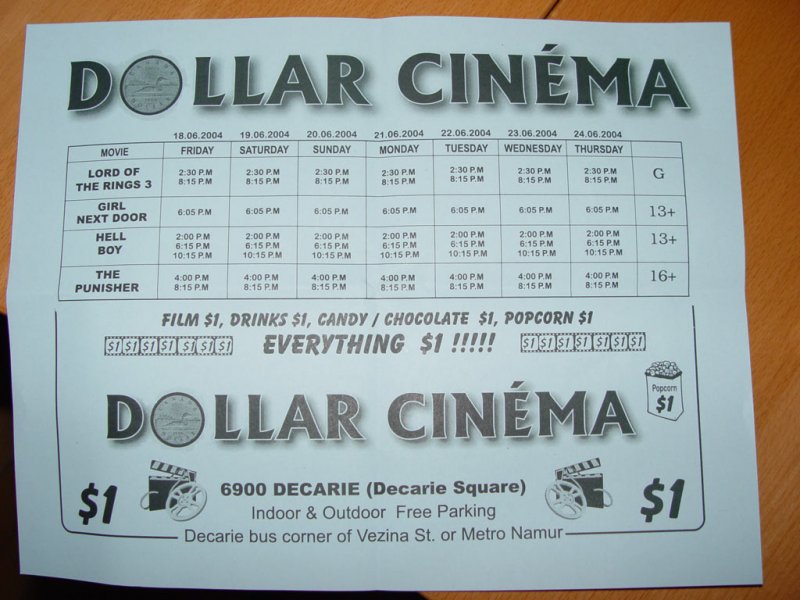 DOLLAR CINÉMA
18.06.2004 19.06.2004 20.06.2004 21.06.2004 22.06.2004 23.06.2004 24.06.2004
MOVIE FRIDAY SATURDAY SUNDAY MONDAY TUESDAY WEDNESDAY THURSDAY
LORD OF THE RINGS 3 2:30 P.M 2:30 P.M 2:30 P.M 2:30 P.M 2:30 P.M 2:30 P.M 2:30 P.M G
8:15 P.M 8:15 P.M 8:15 P.M 8:15 P.M 8:15 P.M 8:15 P.M 8:15 P.M
GIRL NEXT DOOR 6:05 P.M 6:05 P.M 6:05 P.M 6:05 P.M 6:05 P.M 6:05 P.M 6:05 P.M 13+
HELL BOY 2:00 P.M 2:00 P.M 2:00 P.M 2:00 P.M 2:00 P.M 2:00 P.M 2:00 P.M 13+
6:15 P.M 6:15 P.M 6:15 P.M 6:15 P.M 6:15 P.M 6:15 P.M 6:15 P.M
10:15 P.M 10:15 P.M 10:15 P.M 10:15 P.M 10:15 P.M 10:15 P.M 10:15 P.M
THE PUNISHER 4:00 P.M 4:00 P.M 4:00 P.M 4:00 P.M 4:00 P.M 4:00 P.M 4:00 P.M 16+
8:15 P.M 8:15 P.M 8:15 P.M 8:15 P.M 8:15 P.M 8:15 P.M 8:15 P.M
FILM $1, DRINKS $1, CANDY / CHOCOLATE $1, POPCORN $1
$1 $1 $1 $1 $1 $1 $1 EVERYTHING $1 !!!!! $1 $1 $1 $1 $1 $1 $1
Popcorn
$1
DOLLAR CINÉMA
$1 6900 DECARIE (Decarie Square) $1
Indoor & Outdoor Free Parking
Decarie bus corner of Vezina St. or Metro Namur